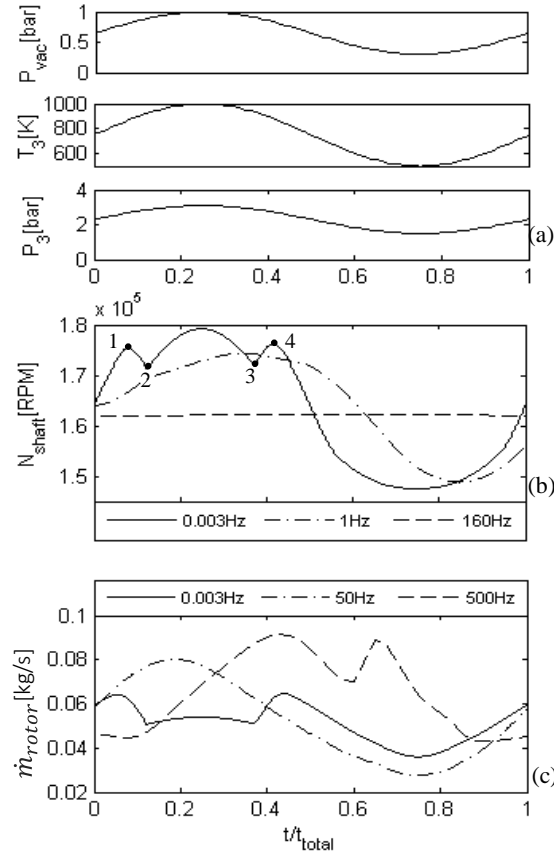 P_vac[bar]
1
0.5
0
T_3[K]
1000
800
600
P_3[bar]
4
2
0
0 0.2 0.4 0.6 0.8 1
(a)
x 10^5
N_shaft[RPM]
1.8
1.7
1.6
1.5
1
2
3
4
0.003Hz 1Hz 160Hz
(b)
0.003Hz 50Hz 500Hz
ṁ_rotor[kg/s]
0.1
0.08
0.06
0.04
0.02
0 0.2 0.4 0.6 0.8 1
t/t_total
(c)